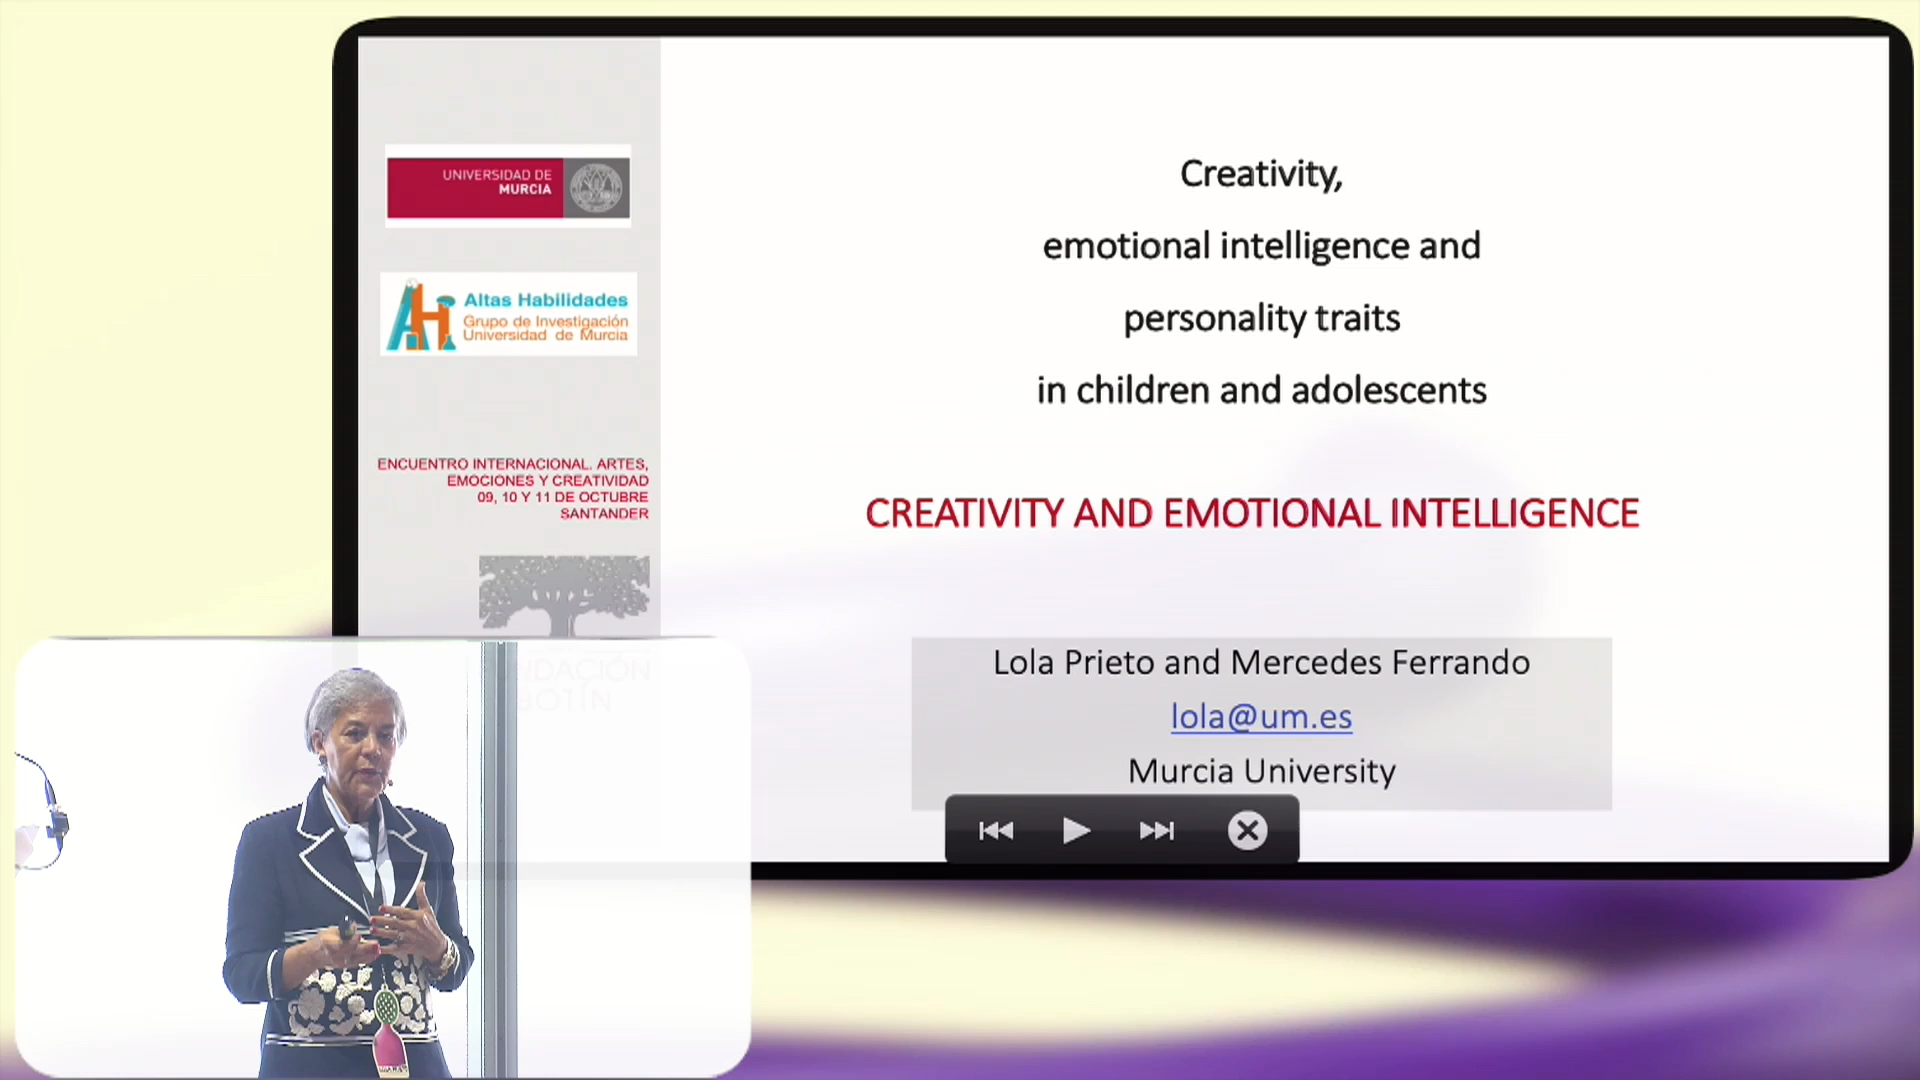 UNIVERSIDAD DE
MURCIA
Altas Habilidades
Grupo de Investigación
Universidad de Murcia
ENCUENTRO INTERNACIONAL. ARTES,
EMOCIONES Y CREATIVIDAD
09, 10 Y 11 DE OCTUBRE
SANTANDER
FUNDACIÓN
BOTÍN
Creativity,
emotional intelligence and
personality traits
in children and adolescents
CREATIVITY AND EMOTIONAL INTELLIGENCE
Lola Prieto and Mercedes Ferrando
lola@um.es
Murcia University